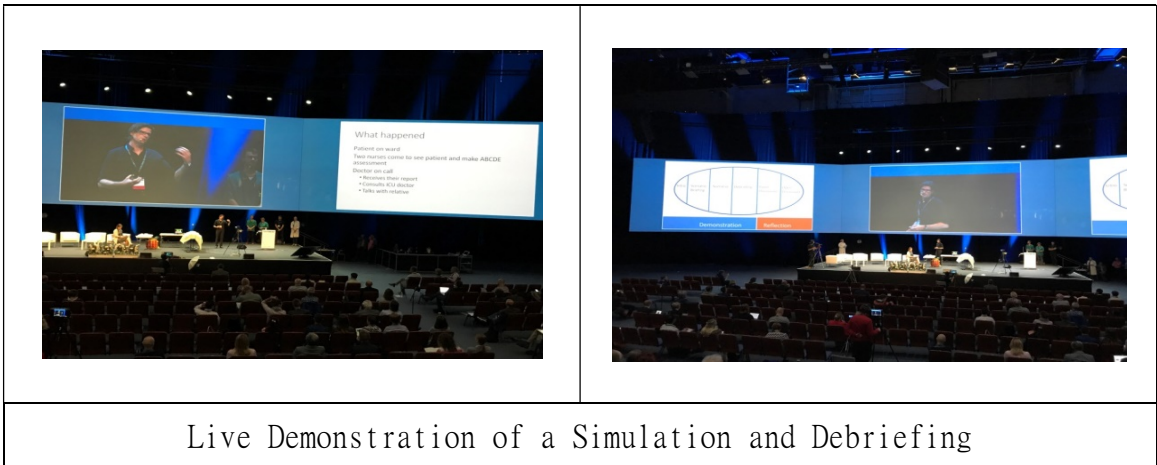 What happened
Patient on ward
Two nurses come to see patient and make ABCDE
assessment
Doctor on call
• Receives their report
• Consults ICU doctor
• Talks with relative
Demonstration
Reflection
Live Demonstration of a Simulation and Debriefing